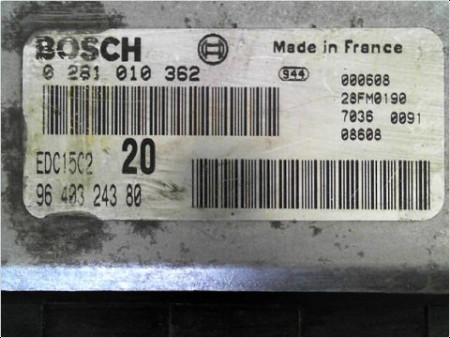 BOSCH
Made in France
0 281 010 362
944
000608
28FM0190
7036 0091
08608
EDC15C2 20
96 403 243 80